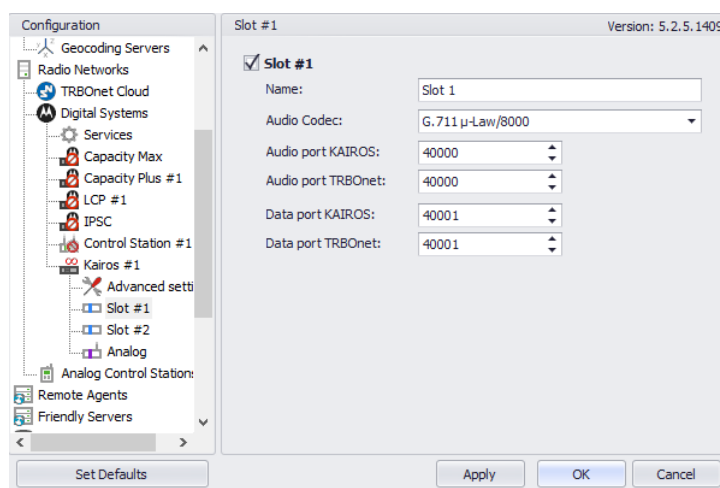 Configuration
Geocoding Servers
Radio Networks
TRBOnet Cloud
Digital Systems
Services
Capacity Max
Capacity Plus #1
LCP #1
IPSC
Control Station #1
Kairos #1
Advanced setti
Slot #1
Slot #2
Analog
Analog Control Station:
Remote Agents
Friendly Servers
Set Defaults
Slot #1 Version: 5.2.5.1409
Slot #1
Name: Slot 1
Audio Codec: G.711 µ-Law/8000
Audio port KAIROS: 40000
Audio port TRBOnet: 40000
Data port KAIROS: 40001
Data port TRBOnet: 40001
Apply OK Cancel